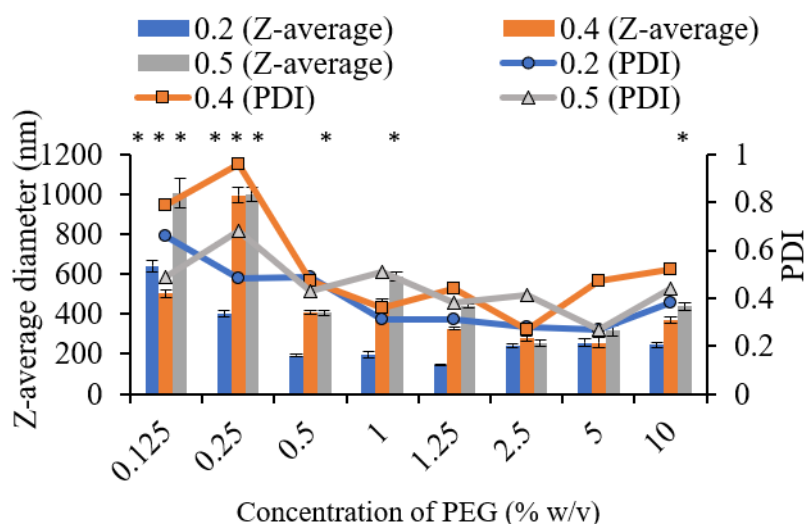 0.2 (Z-average) 0.4 (Z-average)
0.5 (Z-average) 0.2 (PDI)
0.4 (PDI) 0.5 (PDI)
* * * * * * * * *
Z-average diameter (nm)
1200
1000
800
600
400
200
0
1
0.8
0.6
0.4
0.2
0
PDI
0.125 0.25 0.5 1 1.25 2.5 5 10
Concentration of PEG (% w/v)